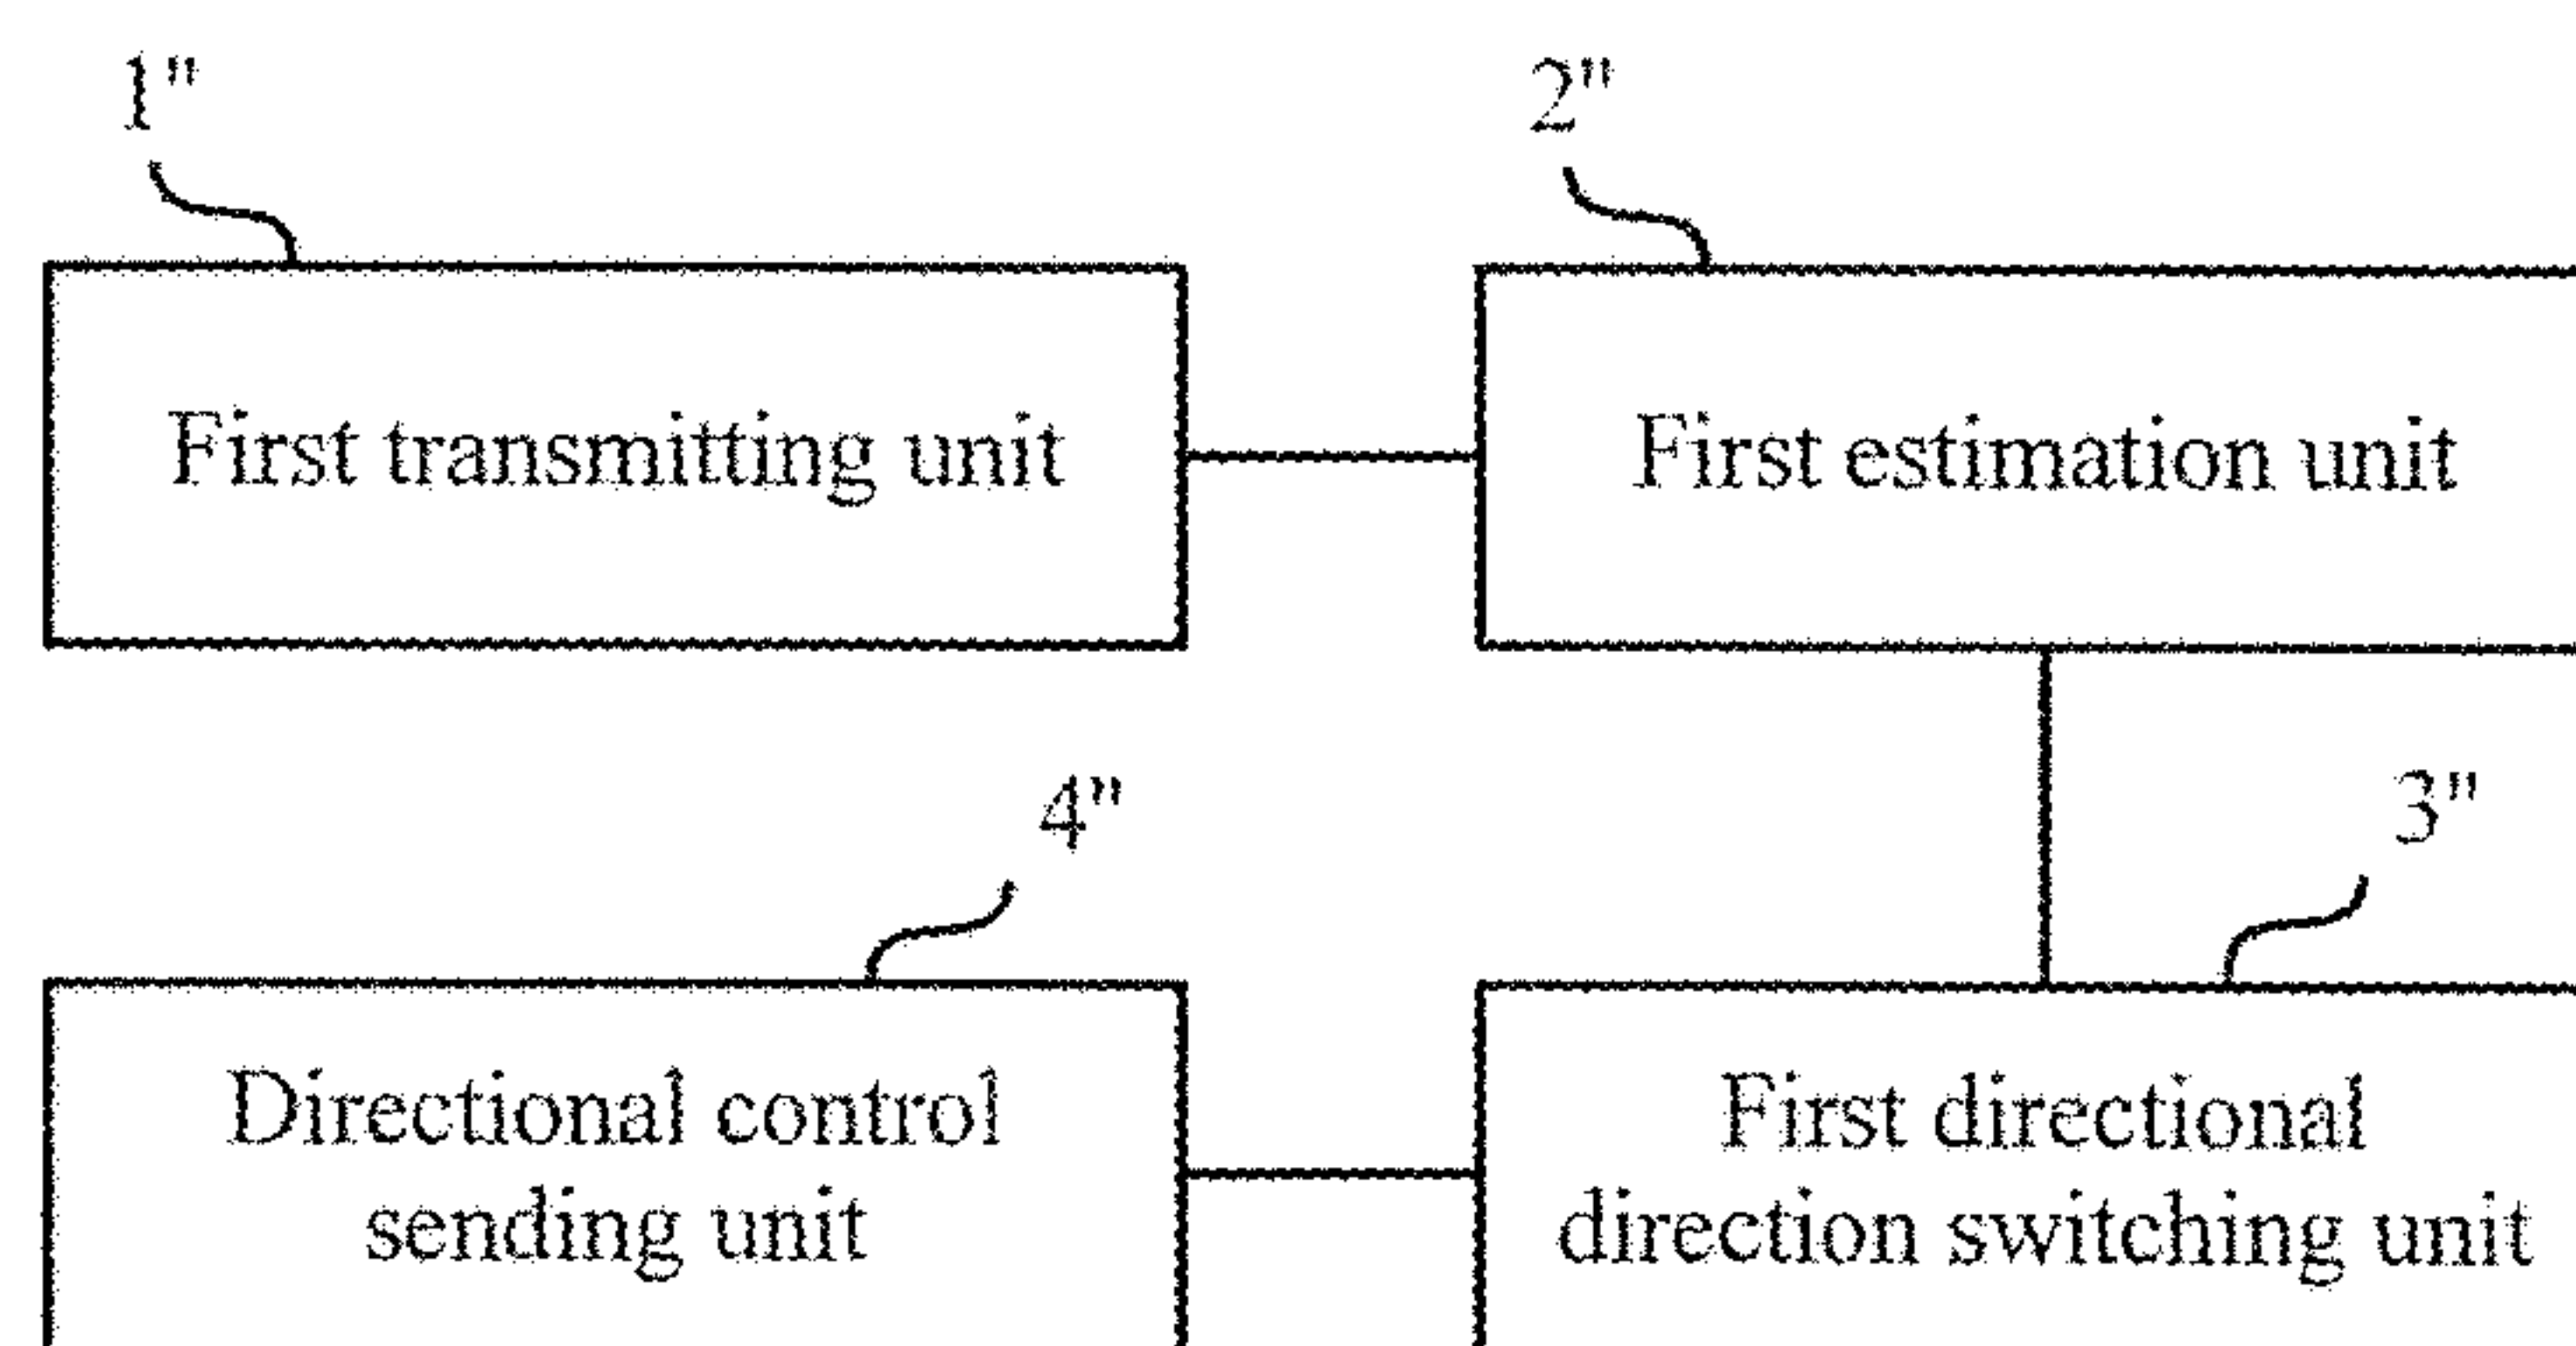 1"
2"
First transmitting unit
First estimation unit
4"
3"
Directional control
sending unit
First directional
direction switching unit